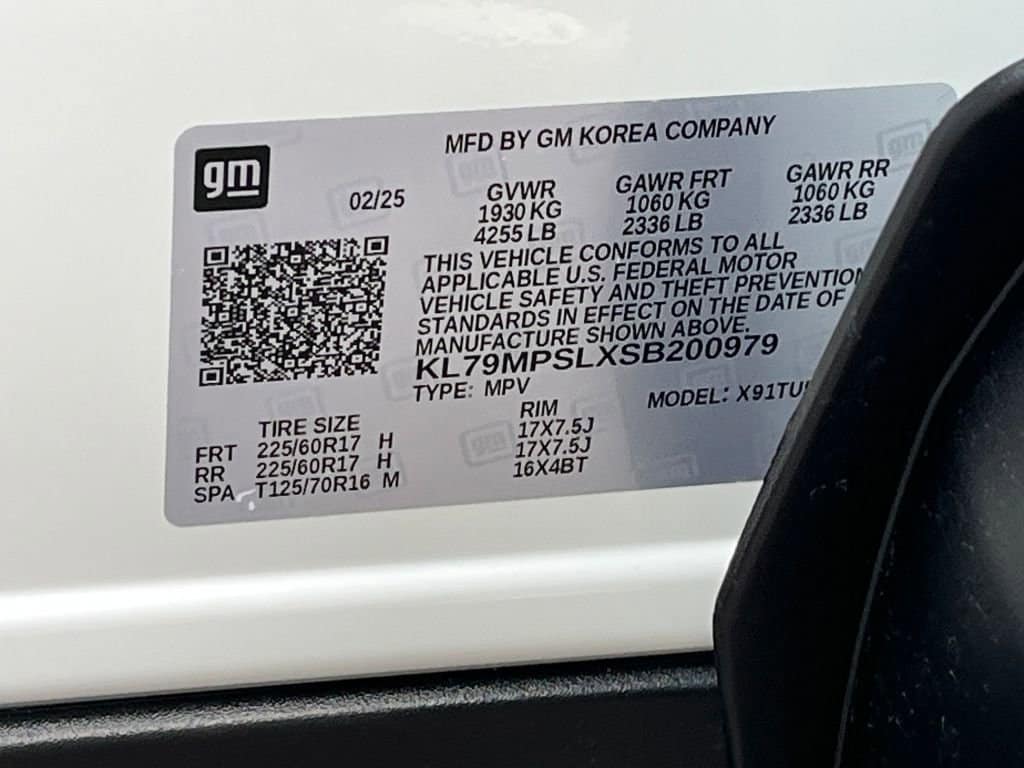 gm
MFD BY GM KOREA COMPANY
02/25
GVWR
1930 KG
4255 LB
GAWR FRT
1060 KG
2336 LB
GAWR RR
1060 KG
2336 LB
THIS VEHICLE CONFORMS TO ALL
APPLICABLE U.S. FEDERAL MOTOR
VEHICLE SAFETY AND THEFT PREVENTION
STANDARDS IN EFFECT ON THE DATE OF
MANUFACTURE SHOWN ABOVE.
KL79MPSLXSB200979
TYPE: MPV
MODEL:
TIRE SIZE
RIM
FRT 225/60R17 H 17X7.5J
RR 225/60R17 H 17X7.5J
SPA T125/70R16 M 16X4BT